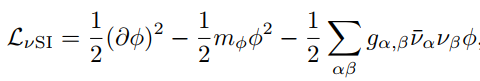 $\mathcal{L}_{\nu\mathrm{SI}} = \frac{1}{2}(\partial\phi)^2 - \frac{1}{2}m_\phi\phi^2 - \frac{1}{2}\sum_{\alpha\beta} g_{\alpha,\beta}\bar{\nu}_\alpha\nu_\beta\phi,$